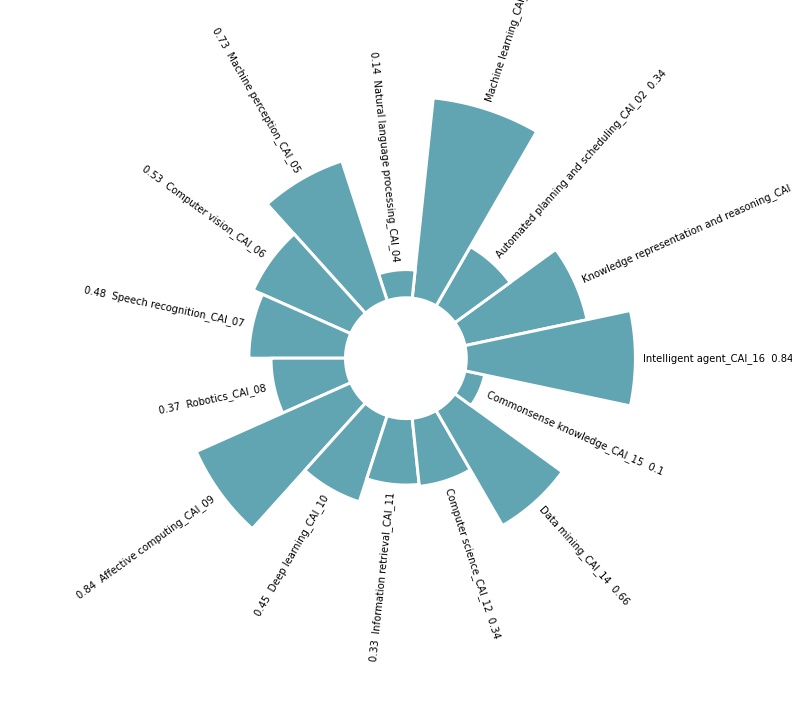 Machine learning_CAI
Automated planning and scheduling_CAI_02 0.34
Knowledge representation and reasoning_CAI
Intelligent agent_CAI_16 0.84
Commonsense knowledge_CAI_15 0.1
Data mining_CAI_14 0.66
Computer science_CAI_12 0.34
0.33 Information retrieval_CAI_11
0.45 Deep learning_CAI_10
0.84 Affective computing_CAI_09
0.37 Robotics_CAI_08
0.48 Speech recognition_CAI_07
0.53 Computer vision_CAI_06
0.73 Machine perception_CAI_05
0.14 Natural language processing_CAI_04